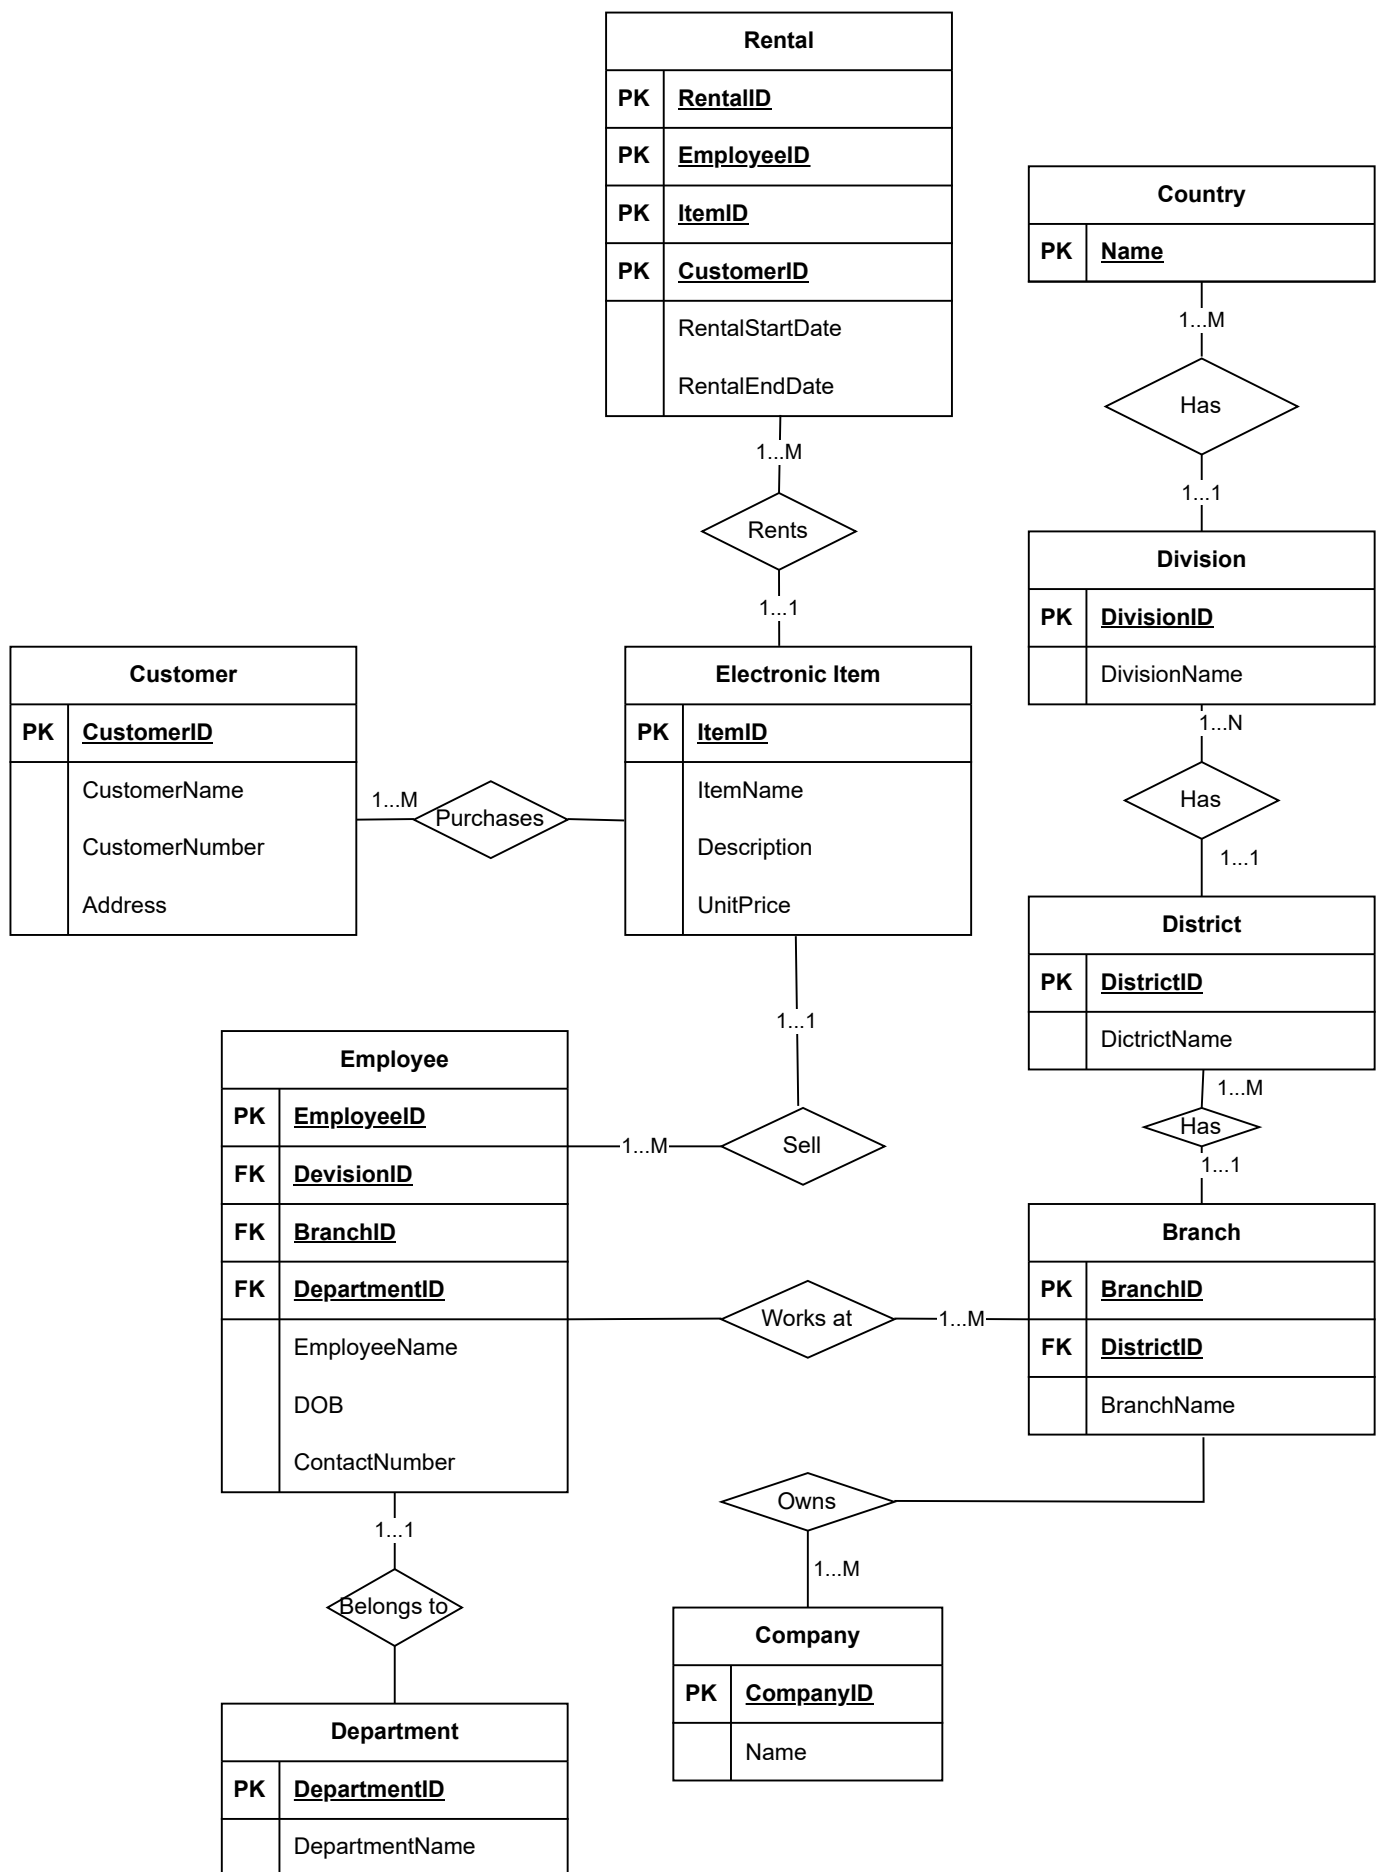 Rental
PK RentalID
PK EmployeeID
PK ItemID
PK CustomerID
RentalStartDate
RentalEndDate
1...M
Rents
1...1
Country
PK Name
1...M
Has
1...1
Division
PK DivisionID
DivisionName
1...N
Has
1...1
Customer
PK CustomerID
CustomerName
CustomerNumber
Address
1...M
Purchases
Electronic Item
PK ItemID
ItemName
Description
UnitPrice
1...1
District
PK DistrictID
DictrictName
1...M
Has
1...1
Employee
PK EmployeeID
FK DevisionID
FK BranchID
FK DepartmentID
EmployeeName
DOB
ContactNumber
1...M
Sell
Works at
1...M
Branch
PK BranchID
FK DistrictID
BranchName
Owns
1...M
1...1
Belongs to
Company
PK CompanyID
Name
Department
PK DepartmentID
DepartmentName